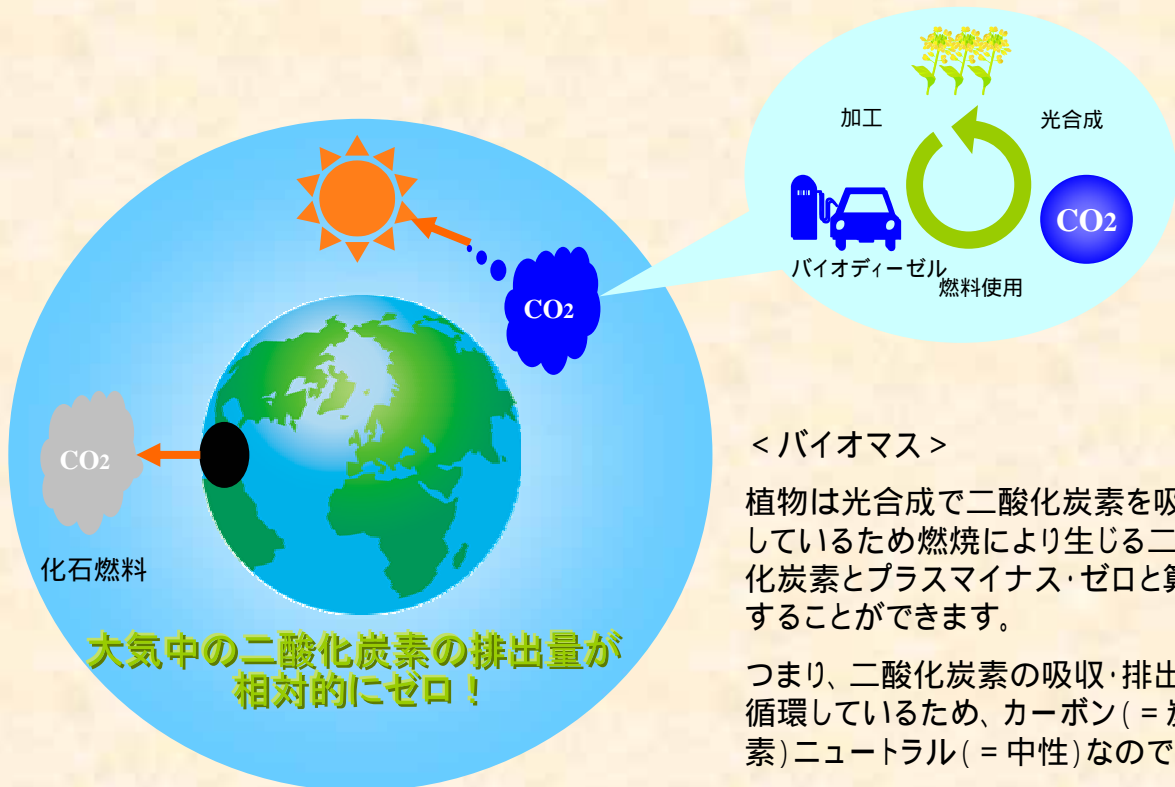 加工
光合成
CO2
バイオディーゼル
燃料使用
CO2
CO2
化石燃料
大気中の二酸化炭素の排出量が
相対的にゼロ！
＜バイオマス＞
植物は光合成で二酸化炭素を吸
しているため燃焼により生じる二
化炭素とプラスマイナス・ゼロと
することができます。
つまり、二酸化炭素の吸収・排出
循環しているため、カーボン(＝
素)ニュートラル(＝中性)なので